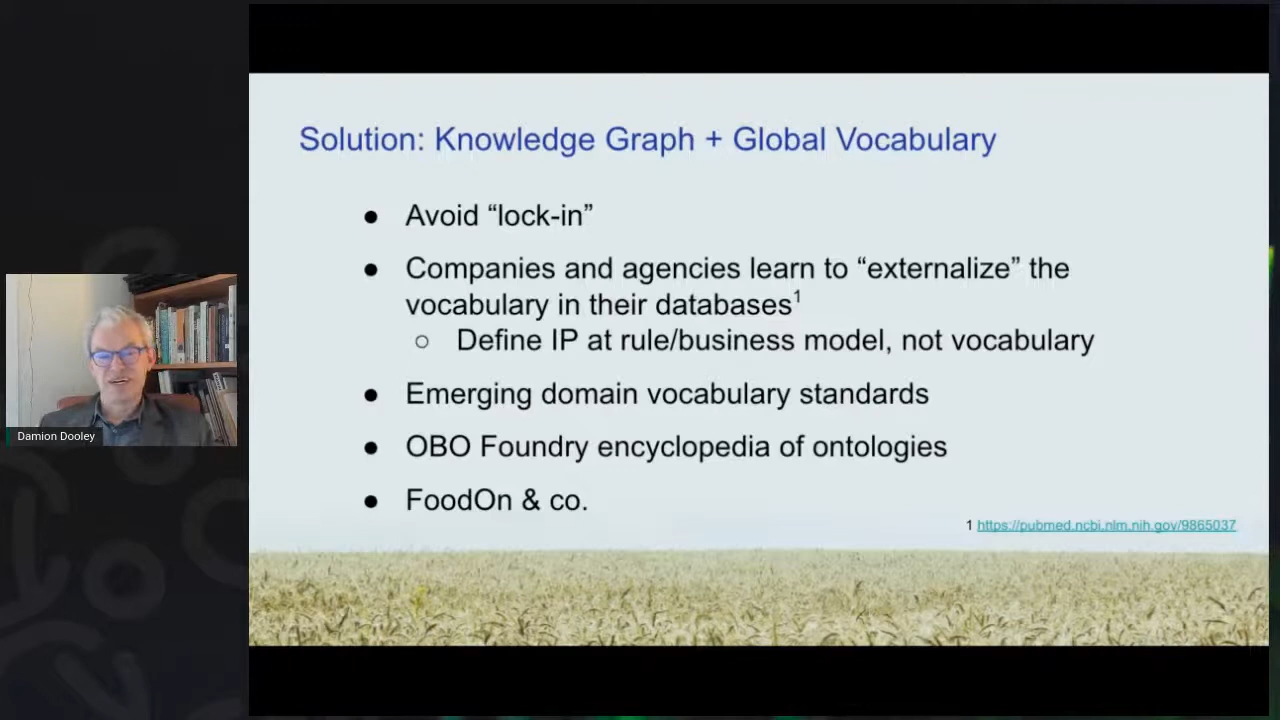 Solution: Knowledge Graph + Global Vocabulary
● Avoid “lock-in”
● Companies and agencies learn to “externalize” the
vocabulary in their databases1
○ Define IP at rule/business model, not vocabulary
● Emerging domain vocabulary standards
● OBO Foundry encyclopedia of ontologies
● FoodOn & co.
1 https://pubmed.ncbi.nlm.nih.gov/9865037
Damion Dooley